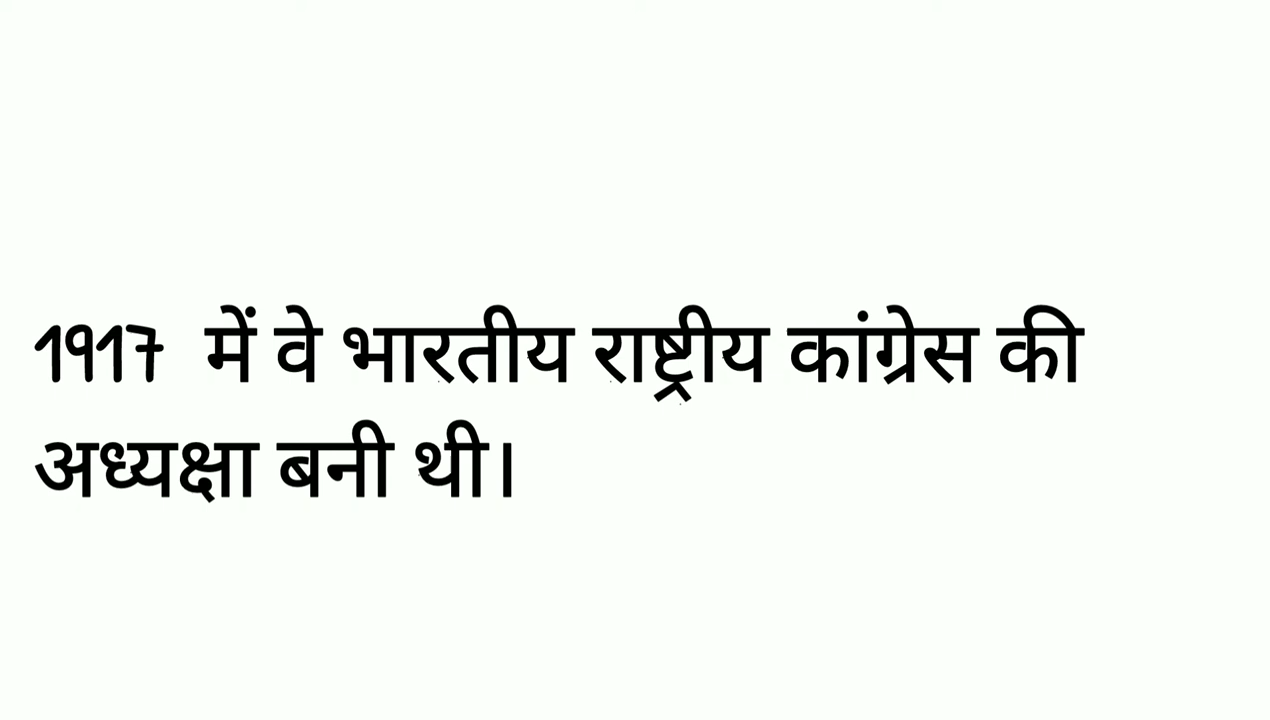 1917 में वे भारतीय राष्ट्रीय कांग्रेस की
अध्यक्षा बनी थी।